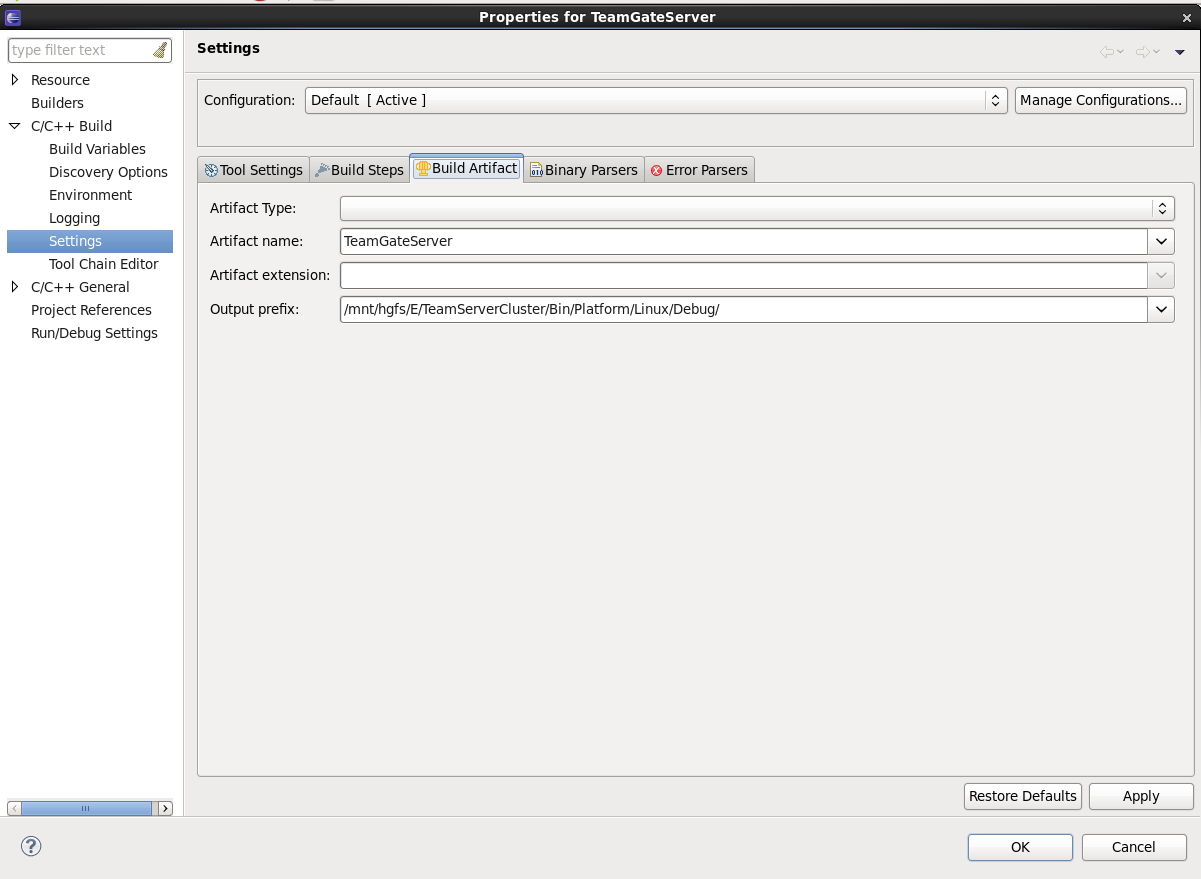 Properties for TeamGateServer
type filter text
Resource
Builders
C/C++ Build
Build Variables
Discovery Options
Environment
Logging
Settings
Tool Chain Editor
C/C++ General
Project References
Run/Debug Settings
Settings
Configuration: Default [ Active ] Manage Configurations...
Tool Settings Build Steps Build Artifact Binary Parsers Error Parsers
Artifact Type:
Artifact name: TeamGateServer
Artifact extension:
Output prefix: /mnt/hgfs/E/TeamServerCluster/Bin/Platform/Linux/Debug/
Restore Defaults Apply
OK Cancel